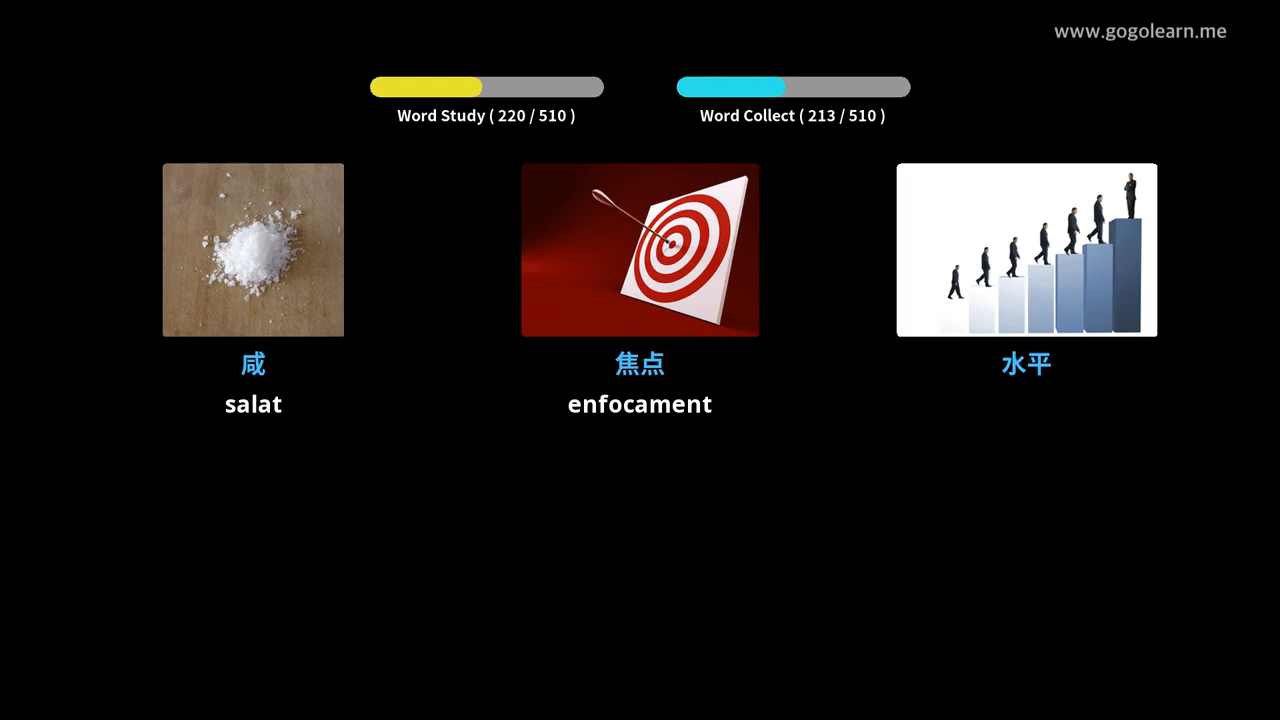 www.gogolearn.me
Word Study ( 220 / 510 )
Word Collect ( 213 / 510 )
咸
焦点
水平
salat
enfocament